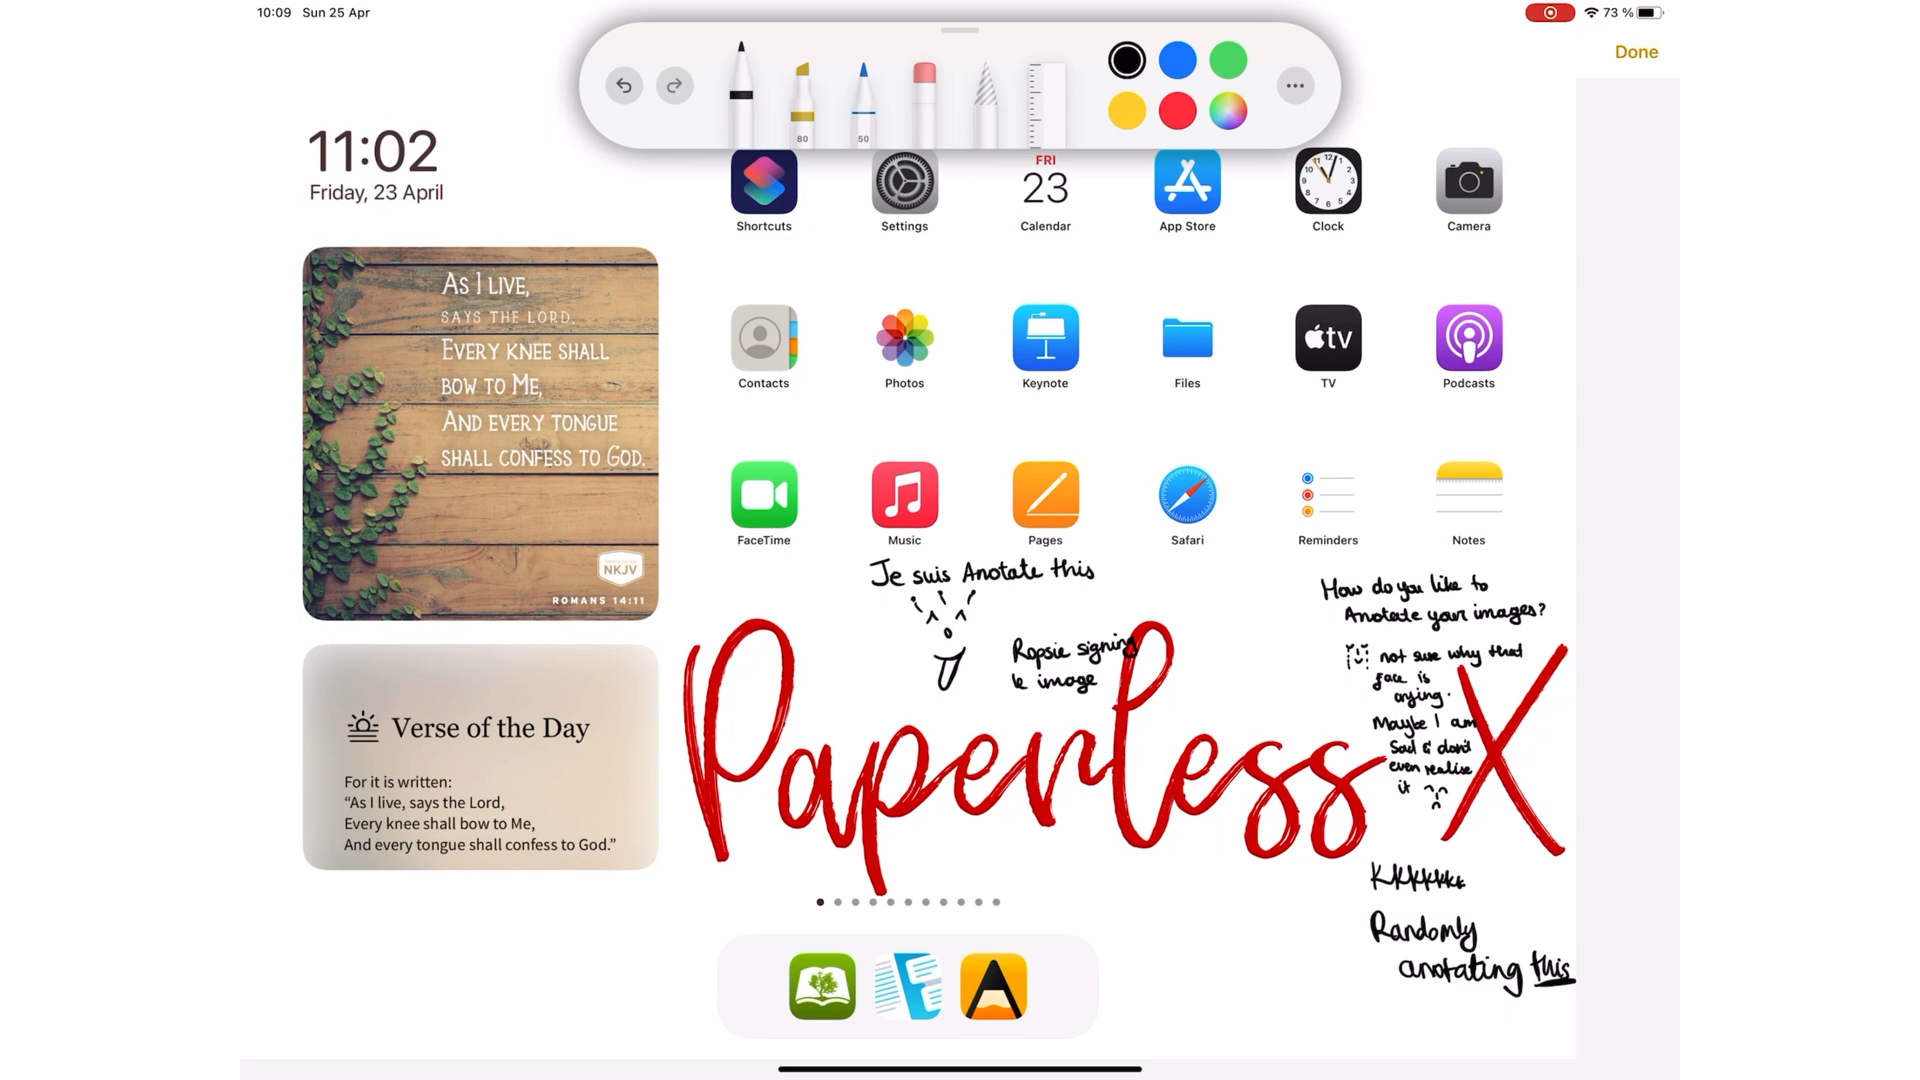 10:09 Sun 25 Apr
73 %
Done
80
50
11:02
Friday, 23 April
FRI
23
Shortcuts
Settings
Calendar
App Store
Clock
Camera
AS I LIVE,
SAYS THE LORD,
EVERY KNEE SHALL
BOW TO ME,
AND EVERY TONGUE
SHALL CONFESS TO GOD.
NKJV
ROMANS 14:11
tv
Contacts
Photos
Keynote
Files
TV
Podcasts
FaceTime
Music
Pages
Safari
Reminders
Notes
Je suis Anotate this
Ropsie signing
le image
How do you like to
Anotate your images?
not sure why that
face is
crying.
Maybe I am
Sad & don't
even realise
it
Paperless X
Verse of the Day
For it is written:
“As I live, says the Lord,
Every knee shall bow to Me,
And every tongue shall confess to God.”
Kkkkkkk
Randomly
anotating this